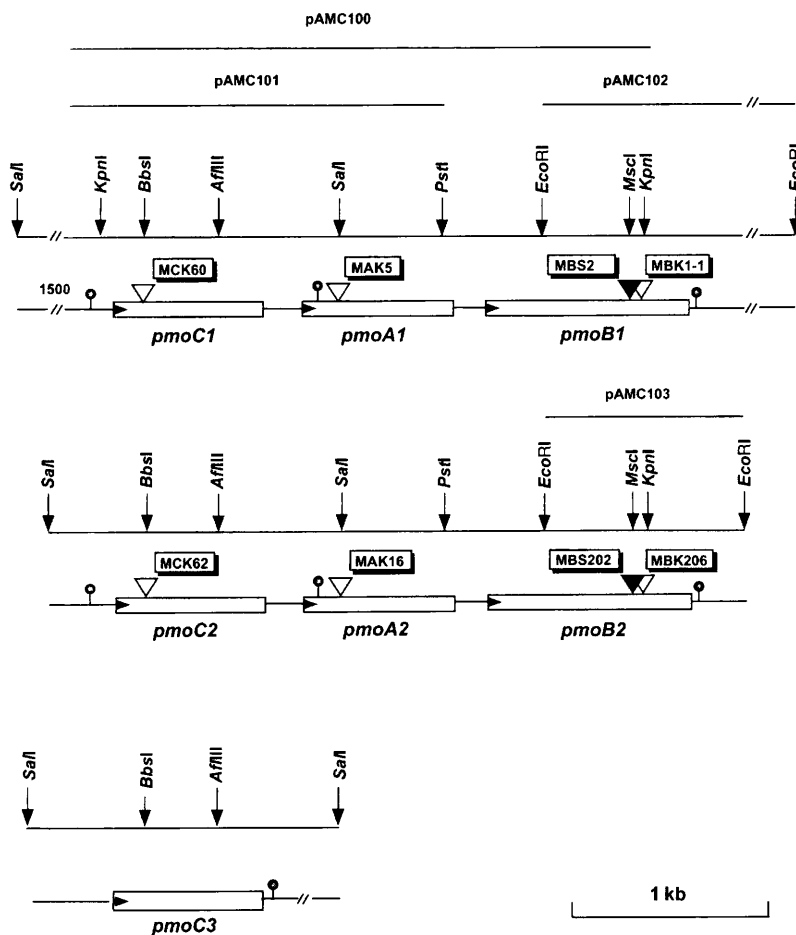 pAMC100
pAMC101 pAMC102
SalI KpnI BbsI AflIII SalI PstI EcoRI MscI KpnI EcoRI
MCK60 MAK5 MBS2 MBK1-1
1500
pmoC1 pmoA1 pmoB1
pAMC103
SalI BbsI AflIII SalI PstI EcoRI MscI KpnI EcoRI
MCK62 MAK16 MBS202 MBK206
pmoC2 pmoA2 pmoB2
SalI BbsI AflIII SalI
1 kb
pmoC3